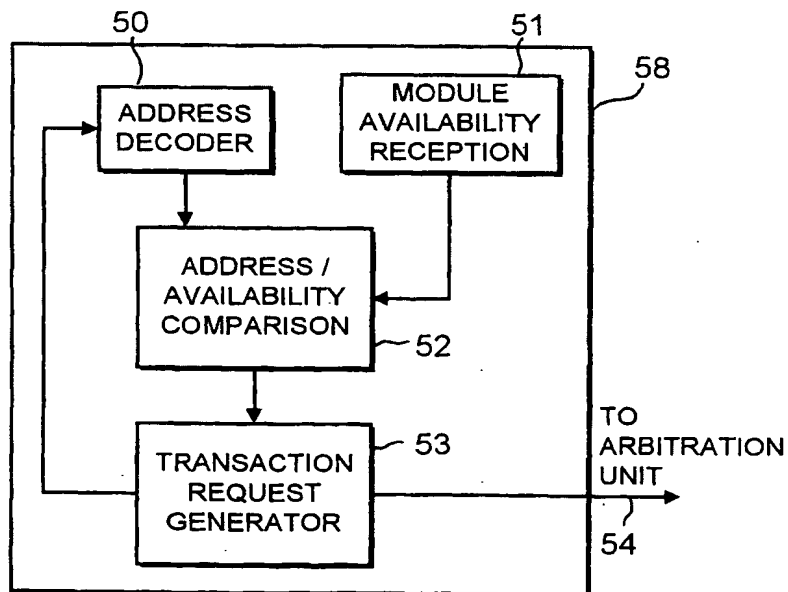 50
51
58
ADDRESS
DECODER
MODULE
AVAILABILITY
RECEPTION
ADDRESS /
AVAILABILITY
COMPARISON
52
53
TRANSACTION
REQUEST
GENERATOR
TO
ARBITRATION
UNIT
54